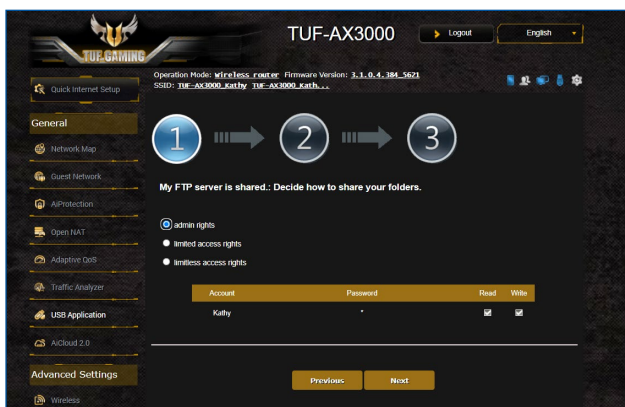 TUF-AX3000
Logout
English
TUF GAMING
Operation Mode: Wireless router Firmware Version: 3.1.0.4.384_5621
SSID: TUF-AX3000_Kathy TUF-AX3000_Kath...
Quick Internet Setup
General
Network Map
Guest Network
AiProtection
Open NAT
Adaptive QoS
Traffic Analyzer
USB Application
AiCloud 2.0
Advanced Settings
Wireless
1
2
3
My FTP server is shared.: Decide how to share your folders.
admin rights
limited access rights
limitless access rights
Account Password Read Write
Kathy *
Previous Next